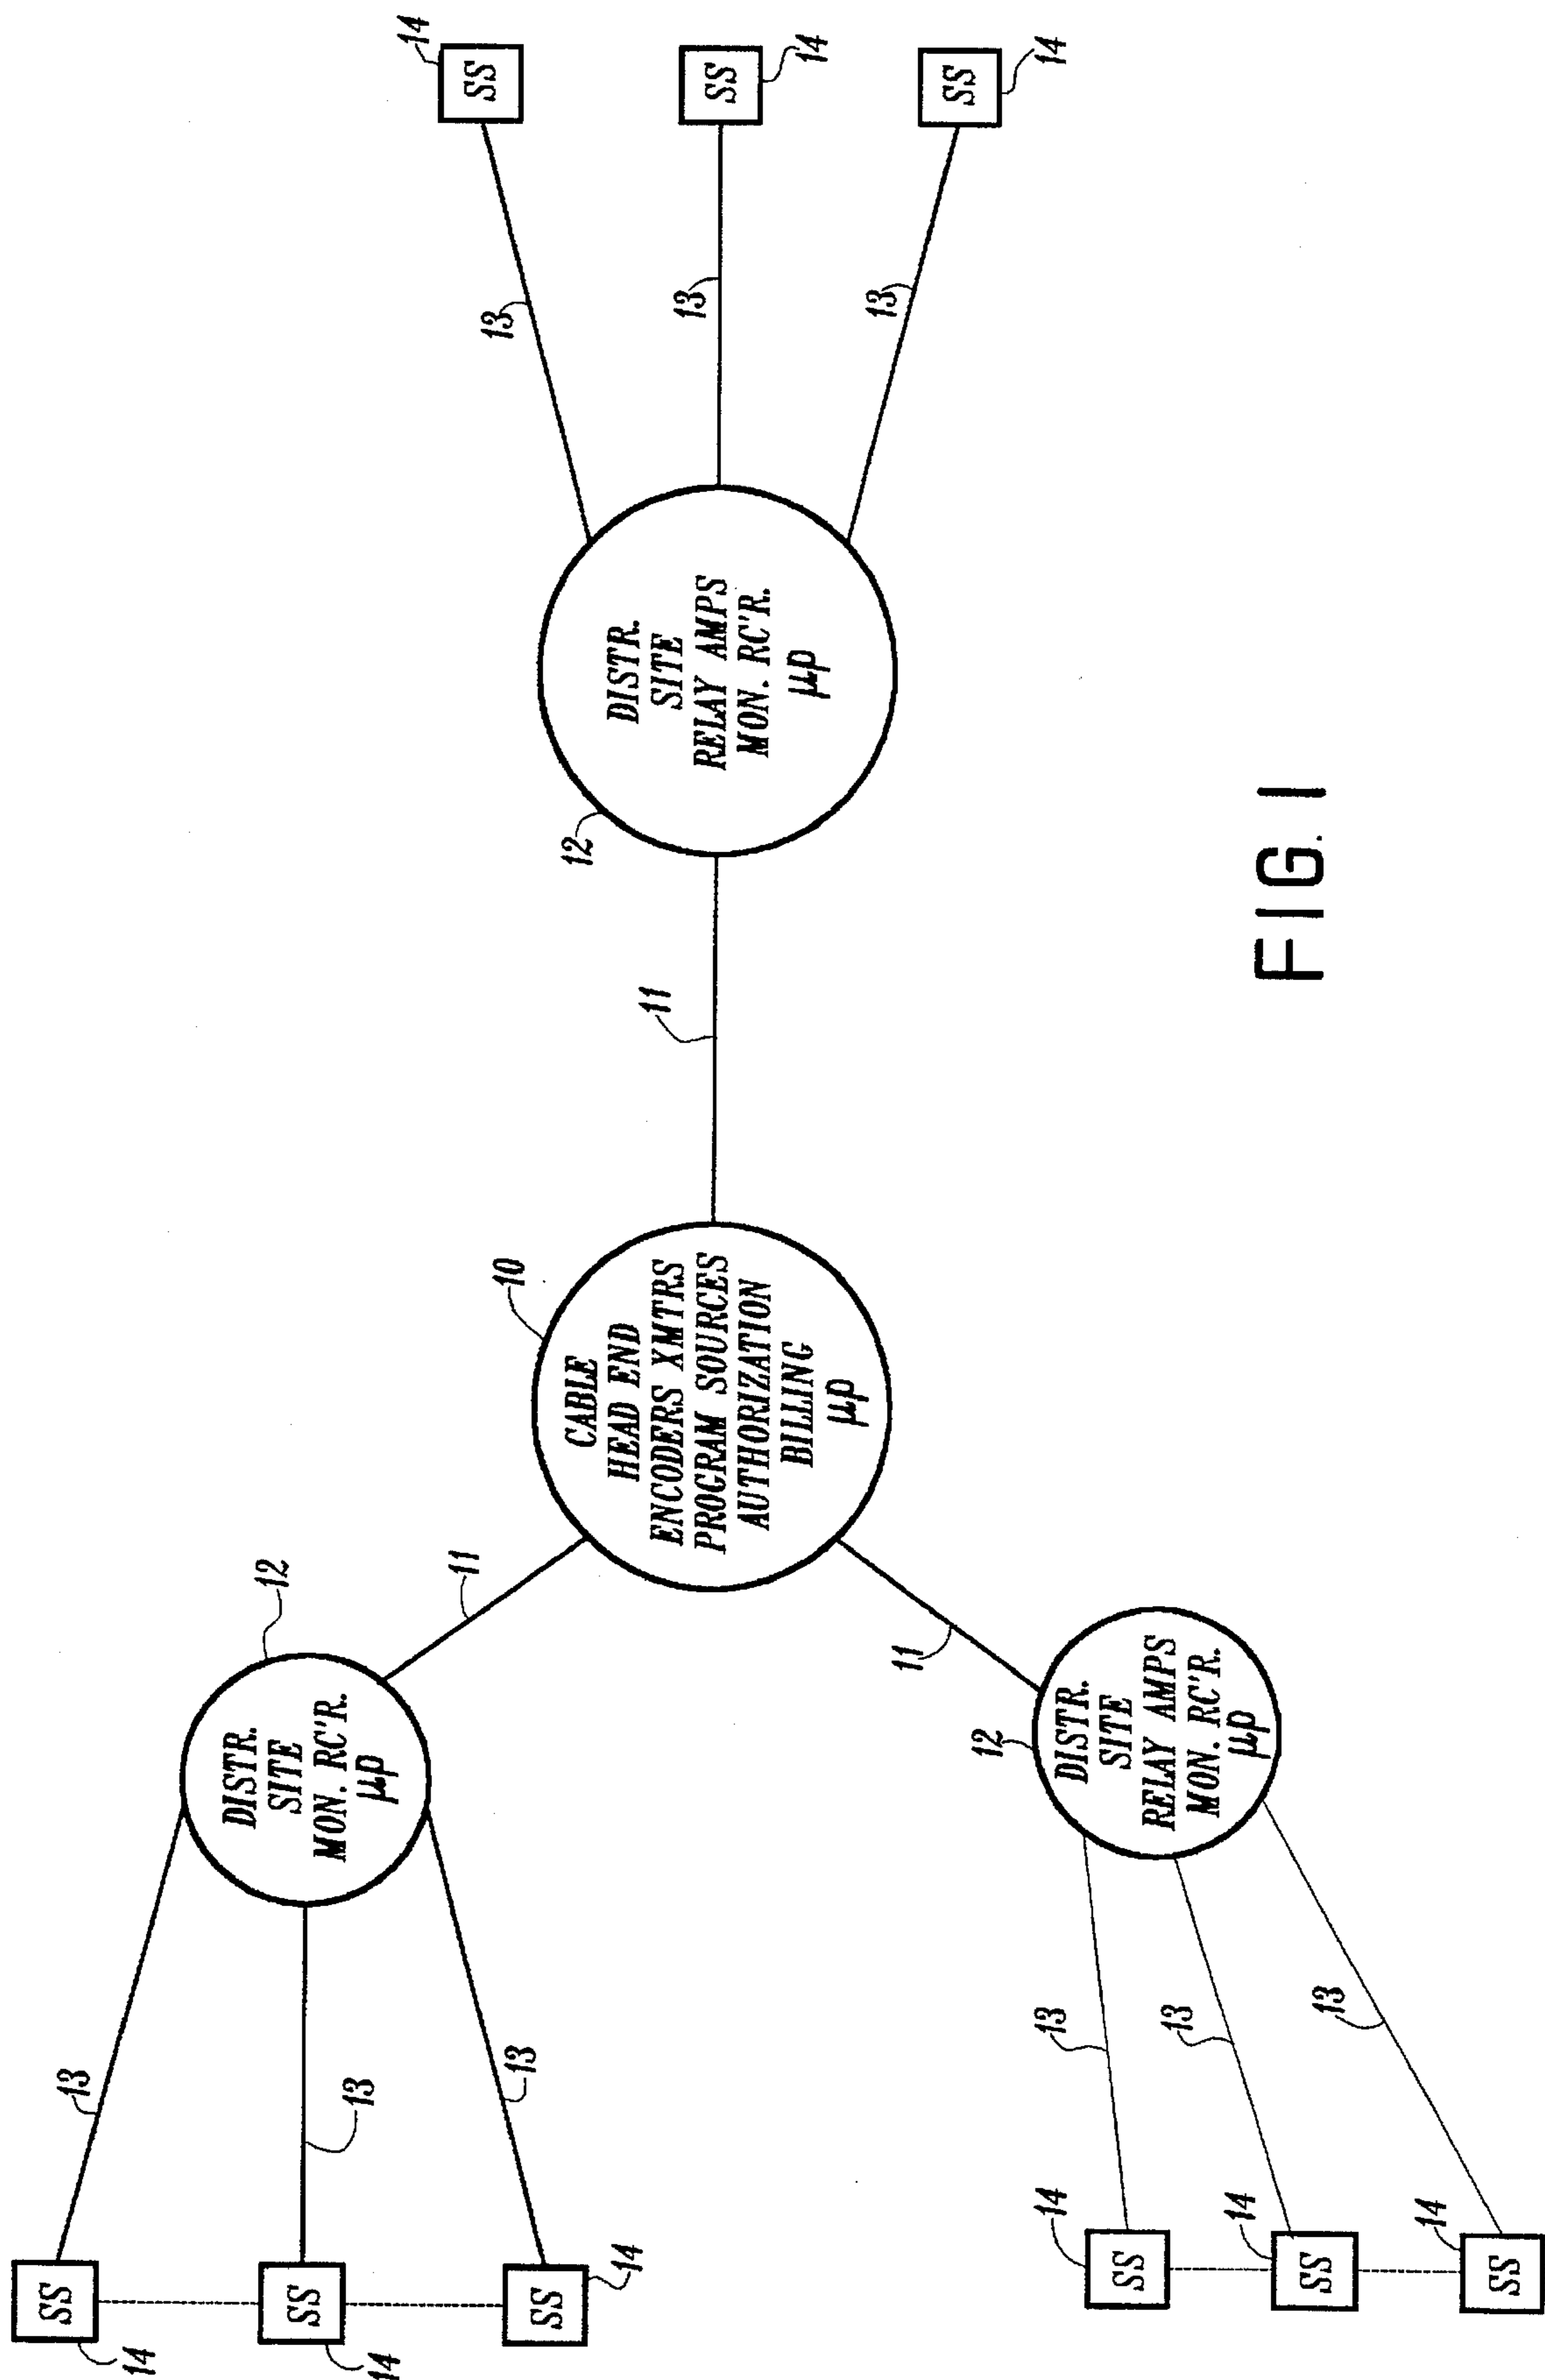 14
SS
13
12
DISTR.
SITE
MON. RC'R.
μp
11
13
SS
14
13
SS
14
10
CABLE
HEAD END
ENCODERS XMTRS
PROGRAM SOURCES
AUTHORIZATION
BILLING
μp
11
12
DISTR.
SITE
RELAY AMPS
MON. RC'R.
μp
13
SS
14
13
SS
14
13
SS
14
11
12
DISTR.
SITE
RELAY AMPS
MON. RC'R.
μp
13
14
SS
13
14
SS
13
14
SS
FIG. 1